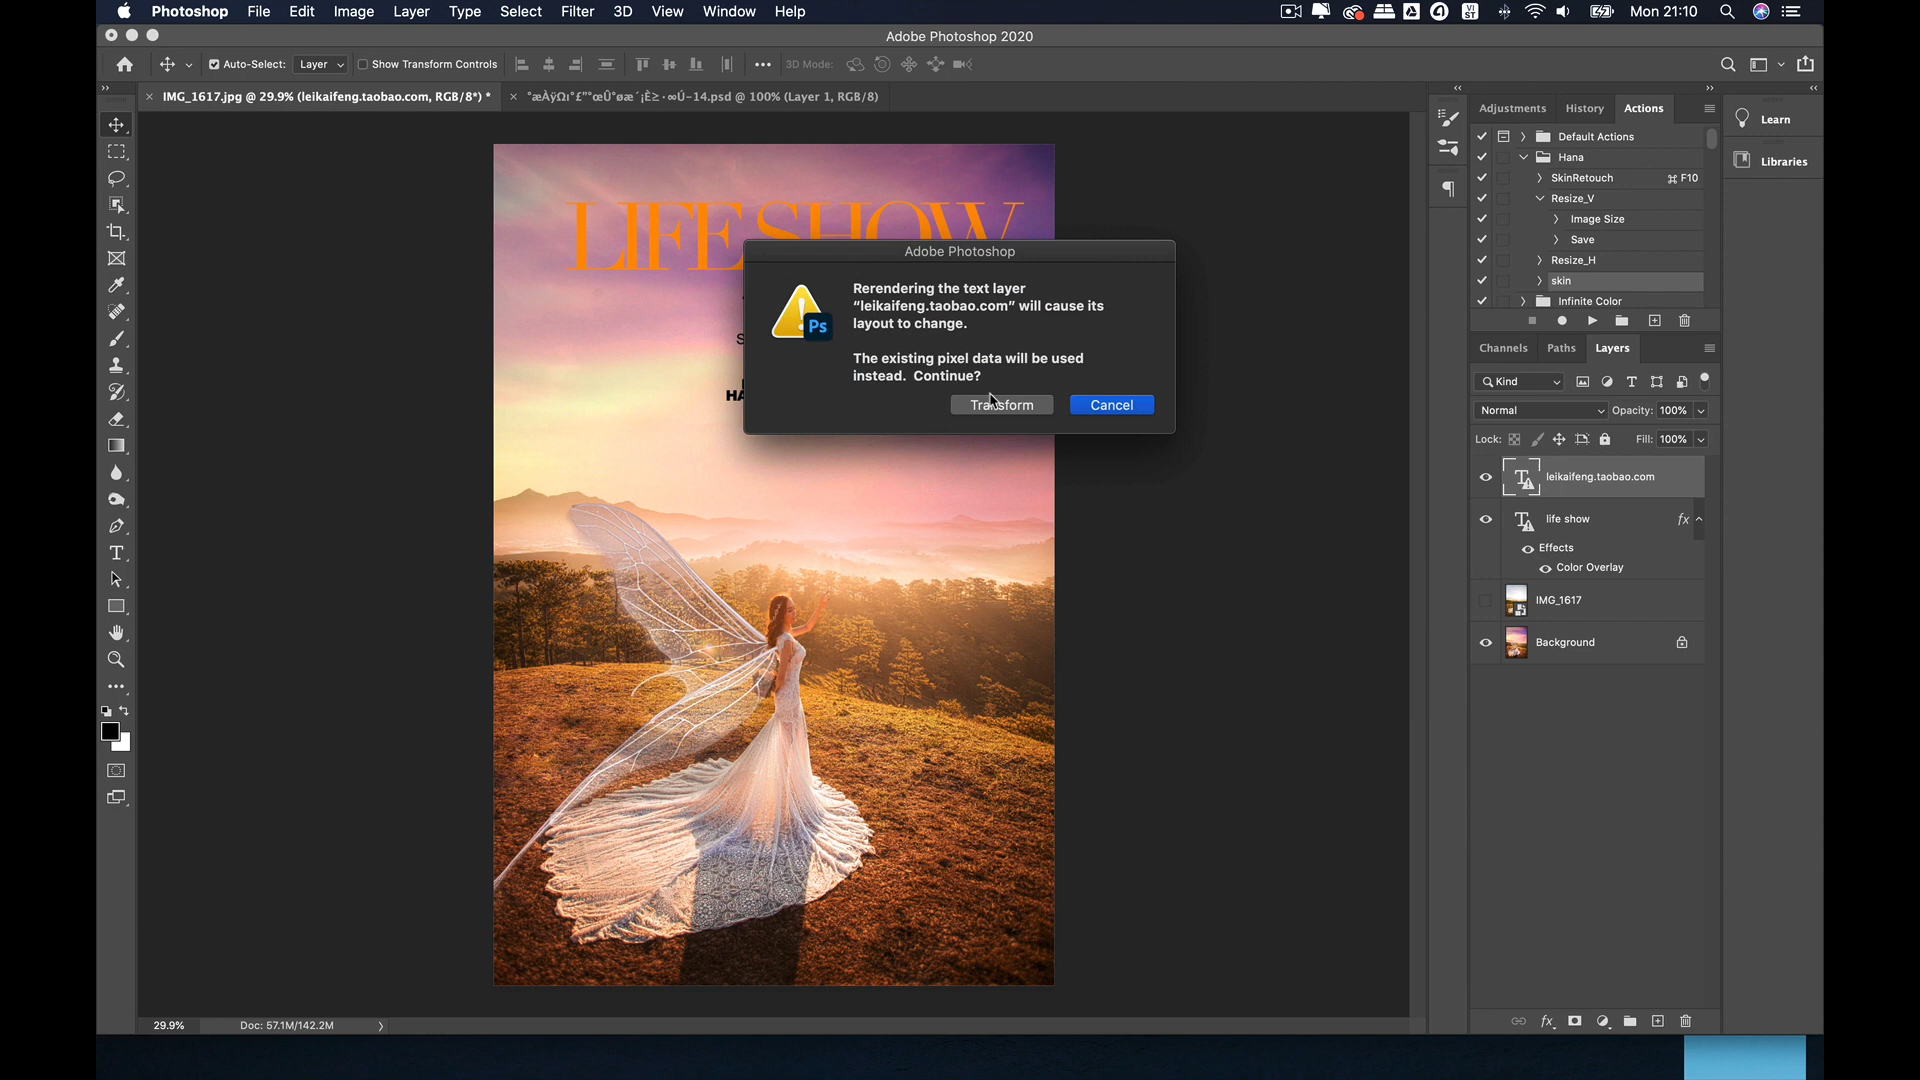 Photoshop File Edit Image Layer Type Select Filter 3D View Window Help
Mon 21:10
Adobe Photoshop 2020
Auto-Select: Layer Show Transform Controls 3D Mode:
IMG_1617.jpg @ 29.9% (leikaifeng.taobao.com, RGB/8*) *
-14.psd @ 100% (Layer 1, RGB/8)
LIFE SHOW
HA
Adobe Photoshop
Rerendering the text layer
“leikaifeng.taobao.com” will cause its
layout to change.
The existing pixel data will be used
instead. Continue?
Transform Cancel
Ps
Adjustments History Actions
Default Actions
Hana
SkinRetouch ⌘ F10
Resize_V
Image Size
Save
Resize_H
skin
Infinite Color
Learn
Libraries
Channels Paths Layers
Kind
Normal Opacity: 100%
Lock: Fill: 100%
leikaifeng.taobao.com
life show fx
Effects
Color Overlay
IMG_1617
Background
29.9% Doc: 57.1M/142.2M